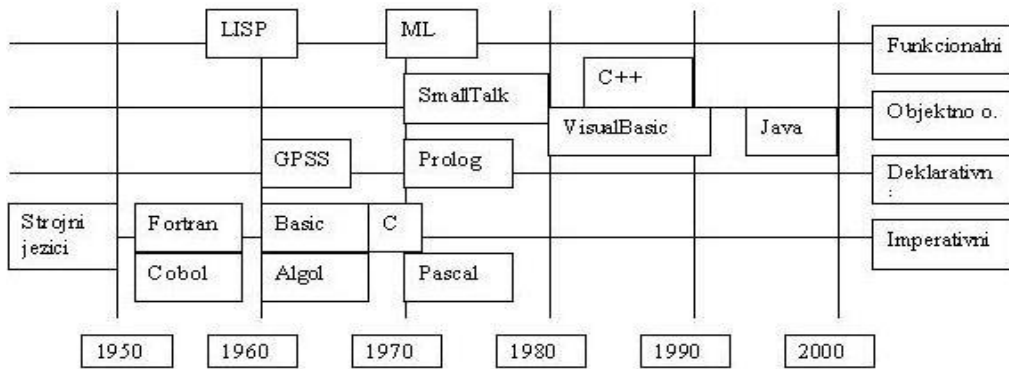 LISP
ML
Funkcionalni
SmallTalk
C++
Objektno o.
VisualBasic
Java
GPSS
Prolog
Deklarativn
:
Strojni
jezici
Fortran
Basic
C
Imperativni
Cobol
Algol
Pascal
1950
1960
1970
1980
1990
2000